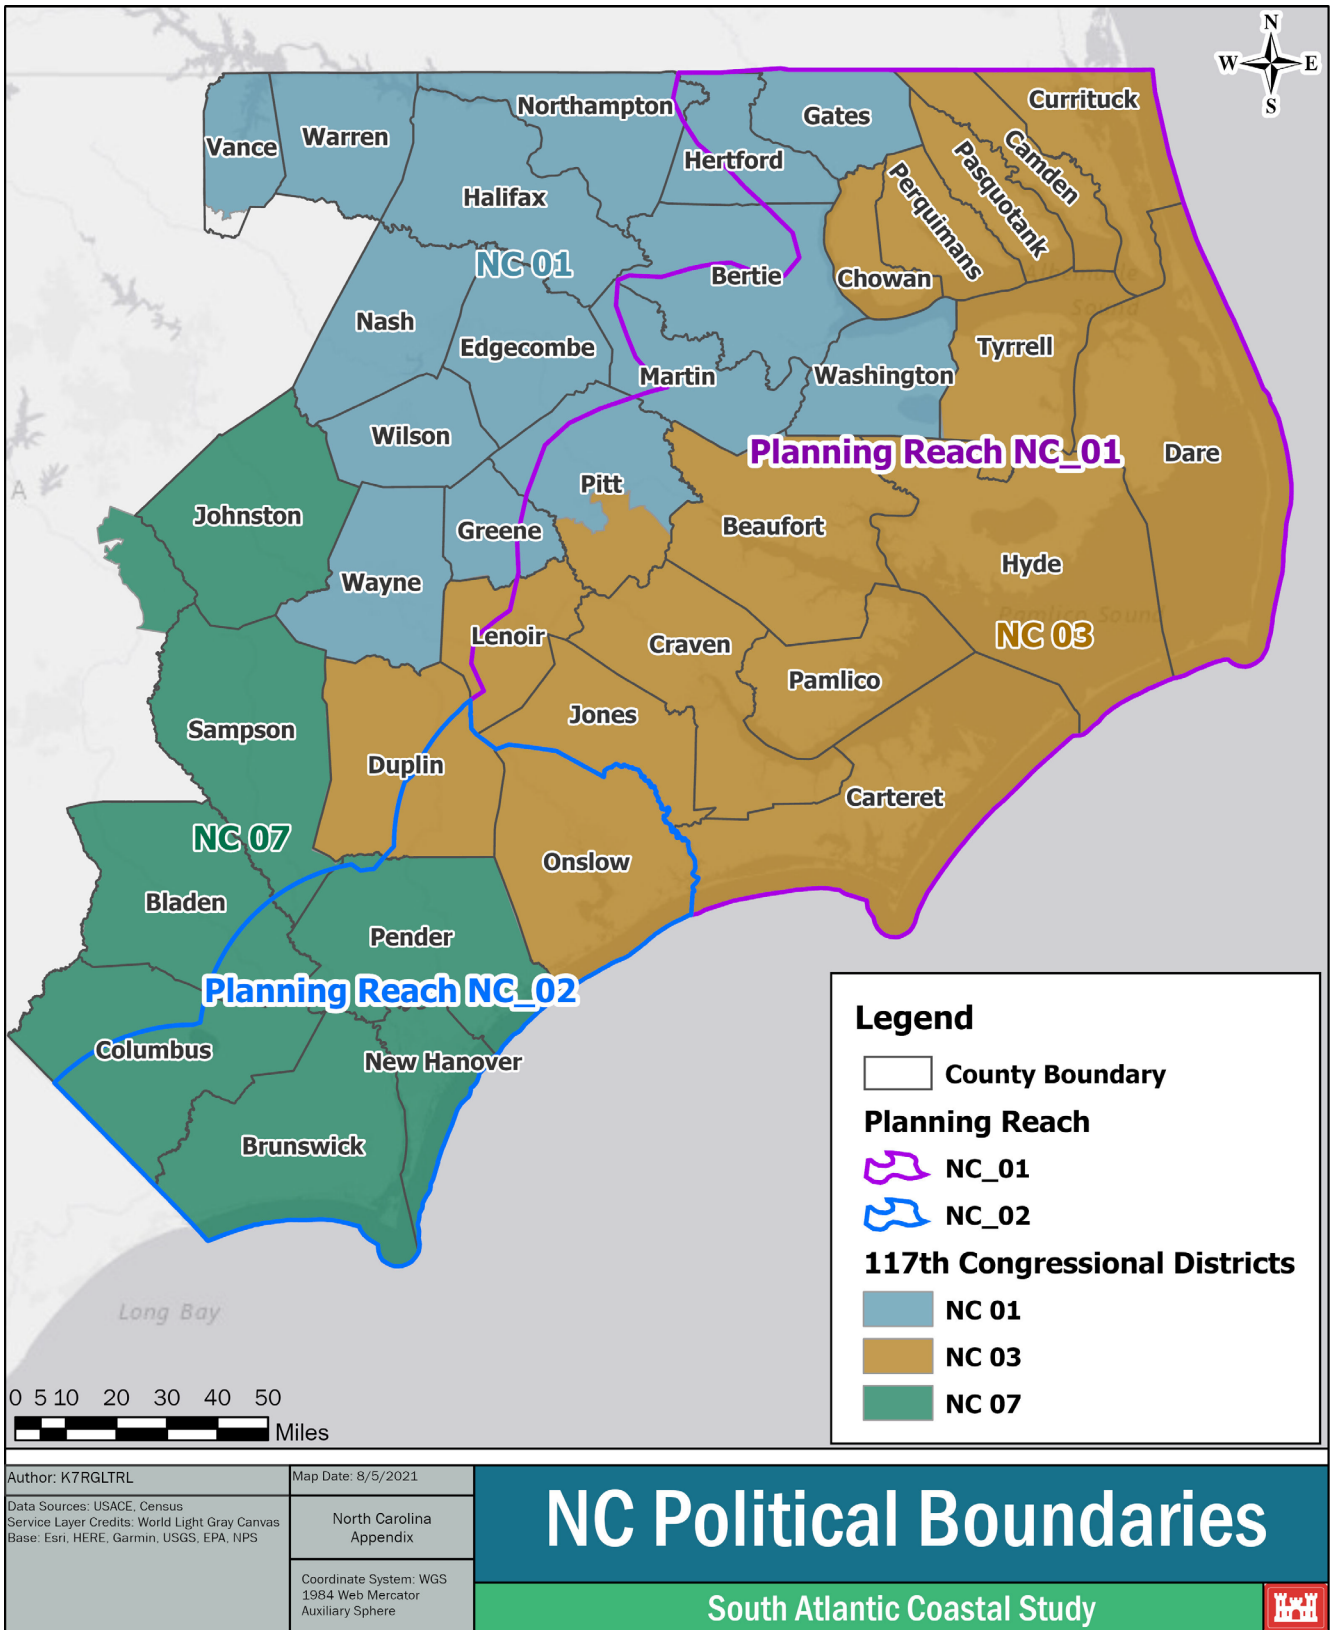 N
W E
S
Currituck
Northampton
Gates
Vance
Warren
Hertford
Camden
Pasquotank
Perquimans
Halifax
NC 01
Bertie
Chowan
Albemarle
Sound
Nash
Edgecombe
Tyrrell
Martin
Washington
Wilson
Planning Reach NC_01
Dare
Pitt
A
Johnston
Greene
Beaufort
Hyde
Wayne
Pamlico Sound
Lenoir
Craven
NC 03
Pamlico
Sampson
Jones
Duplin
Carteret
NC 07
Onslow
Bladen
Pender
Planning Reach NC_02
Columbus
New Hanover
Brunswick
Long Bay
Legend
County Boundary
Planning Reach
NC_01
NC_02
117th Congressional Districts
NC 01
NC 03
NC 07
0 5 10 20 30 40 50
Miles
Author: K7RGLTRL
Data Sources: USACE, Census
Service Layer Credits: World Light Gray Canvas
Base: Esri, HERE, Garmin, USGS, EPA, NPS
Map Date: 8/5/2021
North Carolina
Appendix
Coordinate System: WGS
1984 Web Mercator
Auxiliary Sphere
NC Political Boundaries
South Atlantic Coastal Study